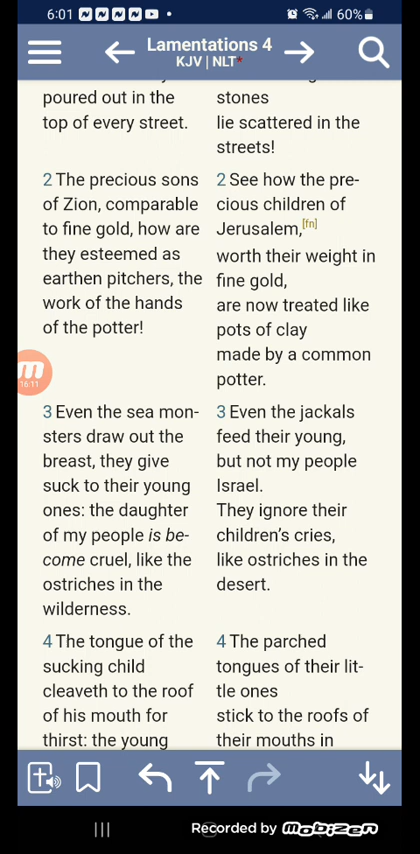 6:01
60%
Lamentations 4
KJV | NLT*
poured out in the
top of every street.
2 The precious sons
of Zion, comparable
to fine gold, how are
they esteemed as
earthen pitchers, the
work of the hands
of the potter!
3 Even the sea mon-
sters draw out the
breast, they give
suck to their young
ones: the daughter
of my people is be-
come cruel, like the
ostriches in the
wilderness.
4 The tongue of the
sucking child
cleaveth to the roof
of his mouth for
thirst: the young
stones
lie scattered in the
streets!
2 See how the pre-
cious children of
Jerusalem,[fn]
worth their weight in
fine gold,
are now treated like
pots of clay
made by a common
potter.
3 Even the jackals
feed their young,
but not my people
Israel.
They ignore their
children’s cries,
like ostriches in the
desert.
4 The parched
tongues of their lit-
tle ones
stick to the roofs of
their mouths in
16:11
Recorded by mobizen